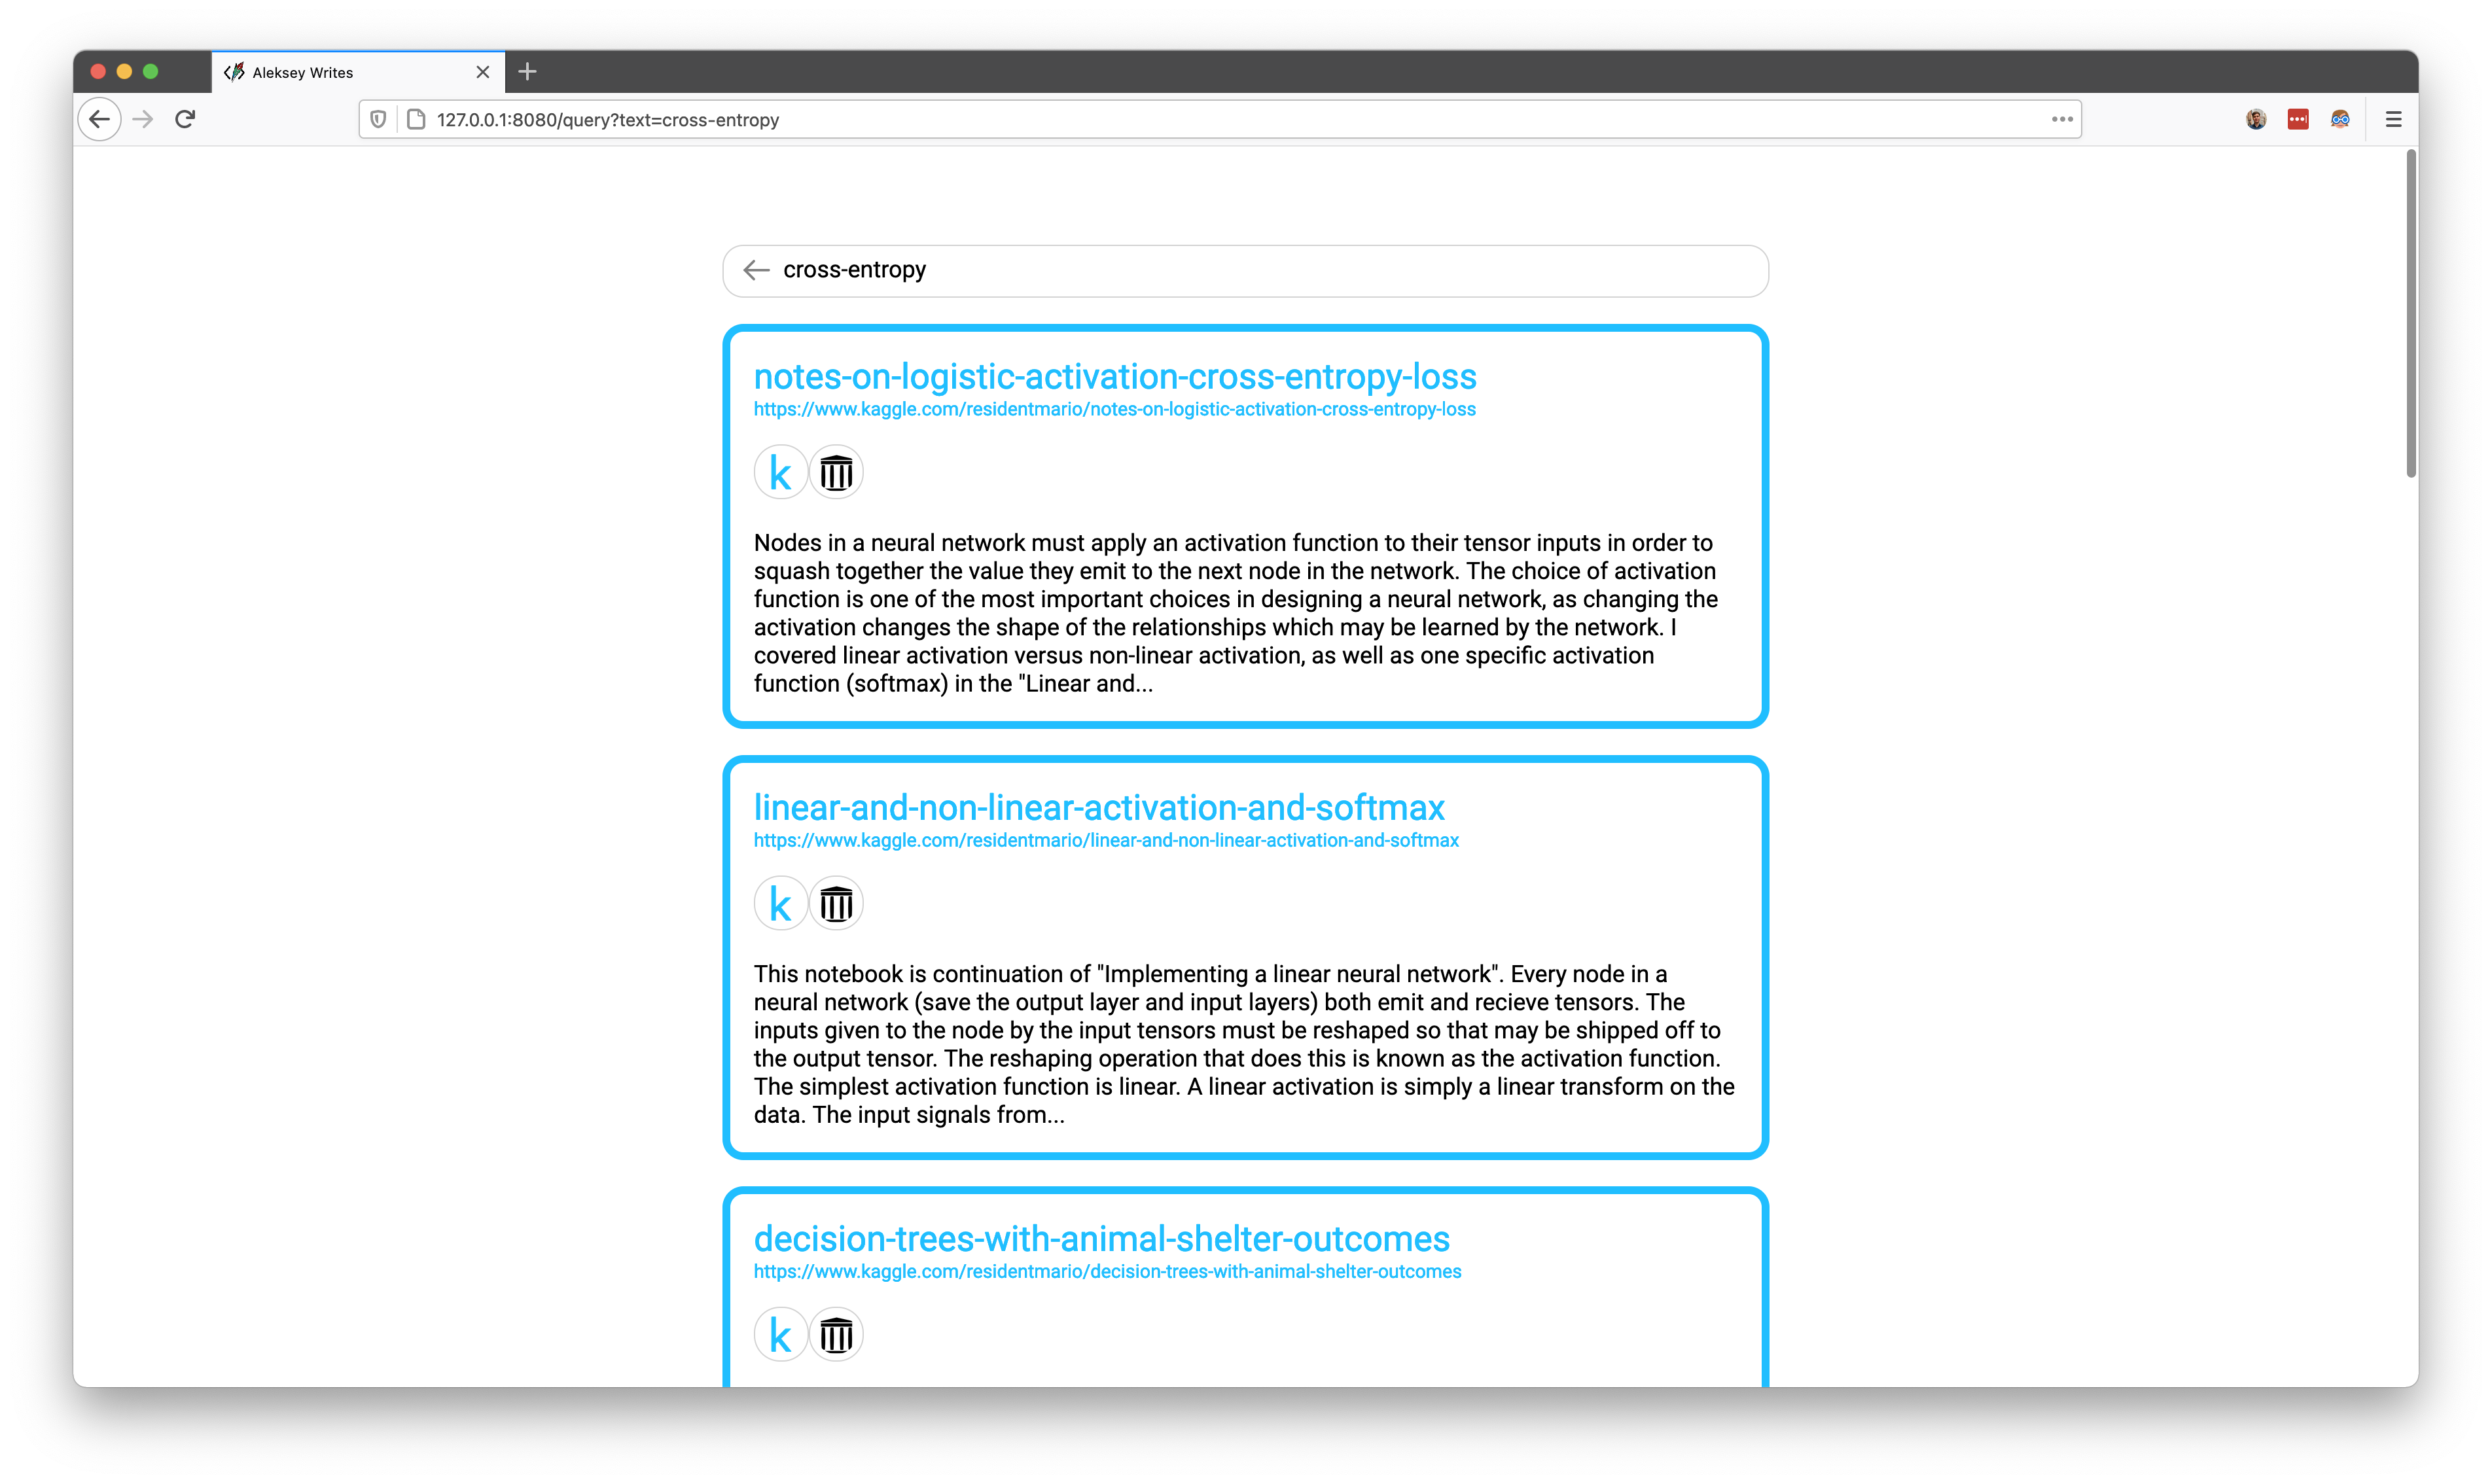 Aleksey Writes
127.0.0.1:8080/query?text=cross-entropy
cross-entropy
notes-on-logistic-activation-cross-entropy-loss
https://www.kaggle.com/residentmario/notes-on-logistic-activation-cross-entropy-loss
k
Nodes in a neural network must apply an activation function to their tensor inputs in order to
squash together the value they emit to the next node in the network. The choice of activation
function is one of the most important choices in designing a neural network, as changing the
activation changes the shape of the relationships which may be learned by the network. I
covered linear activation versus non-linear activation, as well as one specific activation
function (softmax) in the "Linear and...
linear-and-non-linear-activation-and-softmax
https://www.kaggle.com/residentmario/linear-and-non-linear-activation-and-softmax
k
This notebook is continuation of "Implementing a linear neural network". Every node in a
neural network (save the output layer and input layers) both emit and recieve tensors. The
inputs given to the node by the input tensors must be reshaped so that may be shipped off to
the output tensor. The reshaping operation that does this is known as the activation function.
The simplest activation function is linear. A linear activation is simply a linear transform on the
data. The input signals from...
decision-trees-with-animal-shelter-outcomes
https://www.kaggle.com/residentmario/decision-trees-with-animal-shelter-outcomes
k